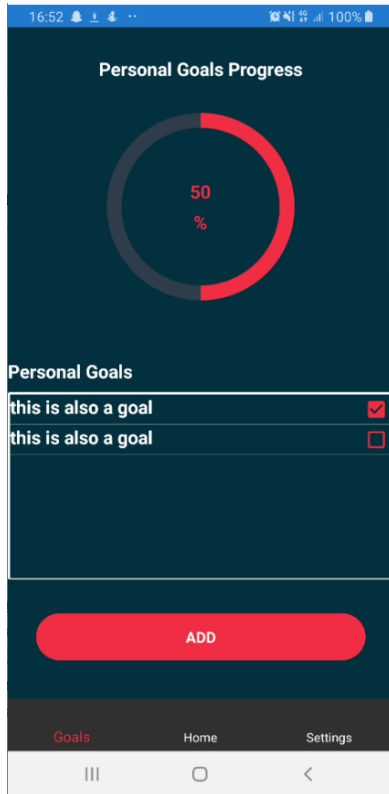 16:52 4G 100%
Personal Goals Progress
50
%
Personal Goals
this is also a goal
this is also a goal
ADD
Goals Home Settings